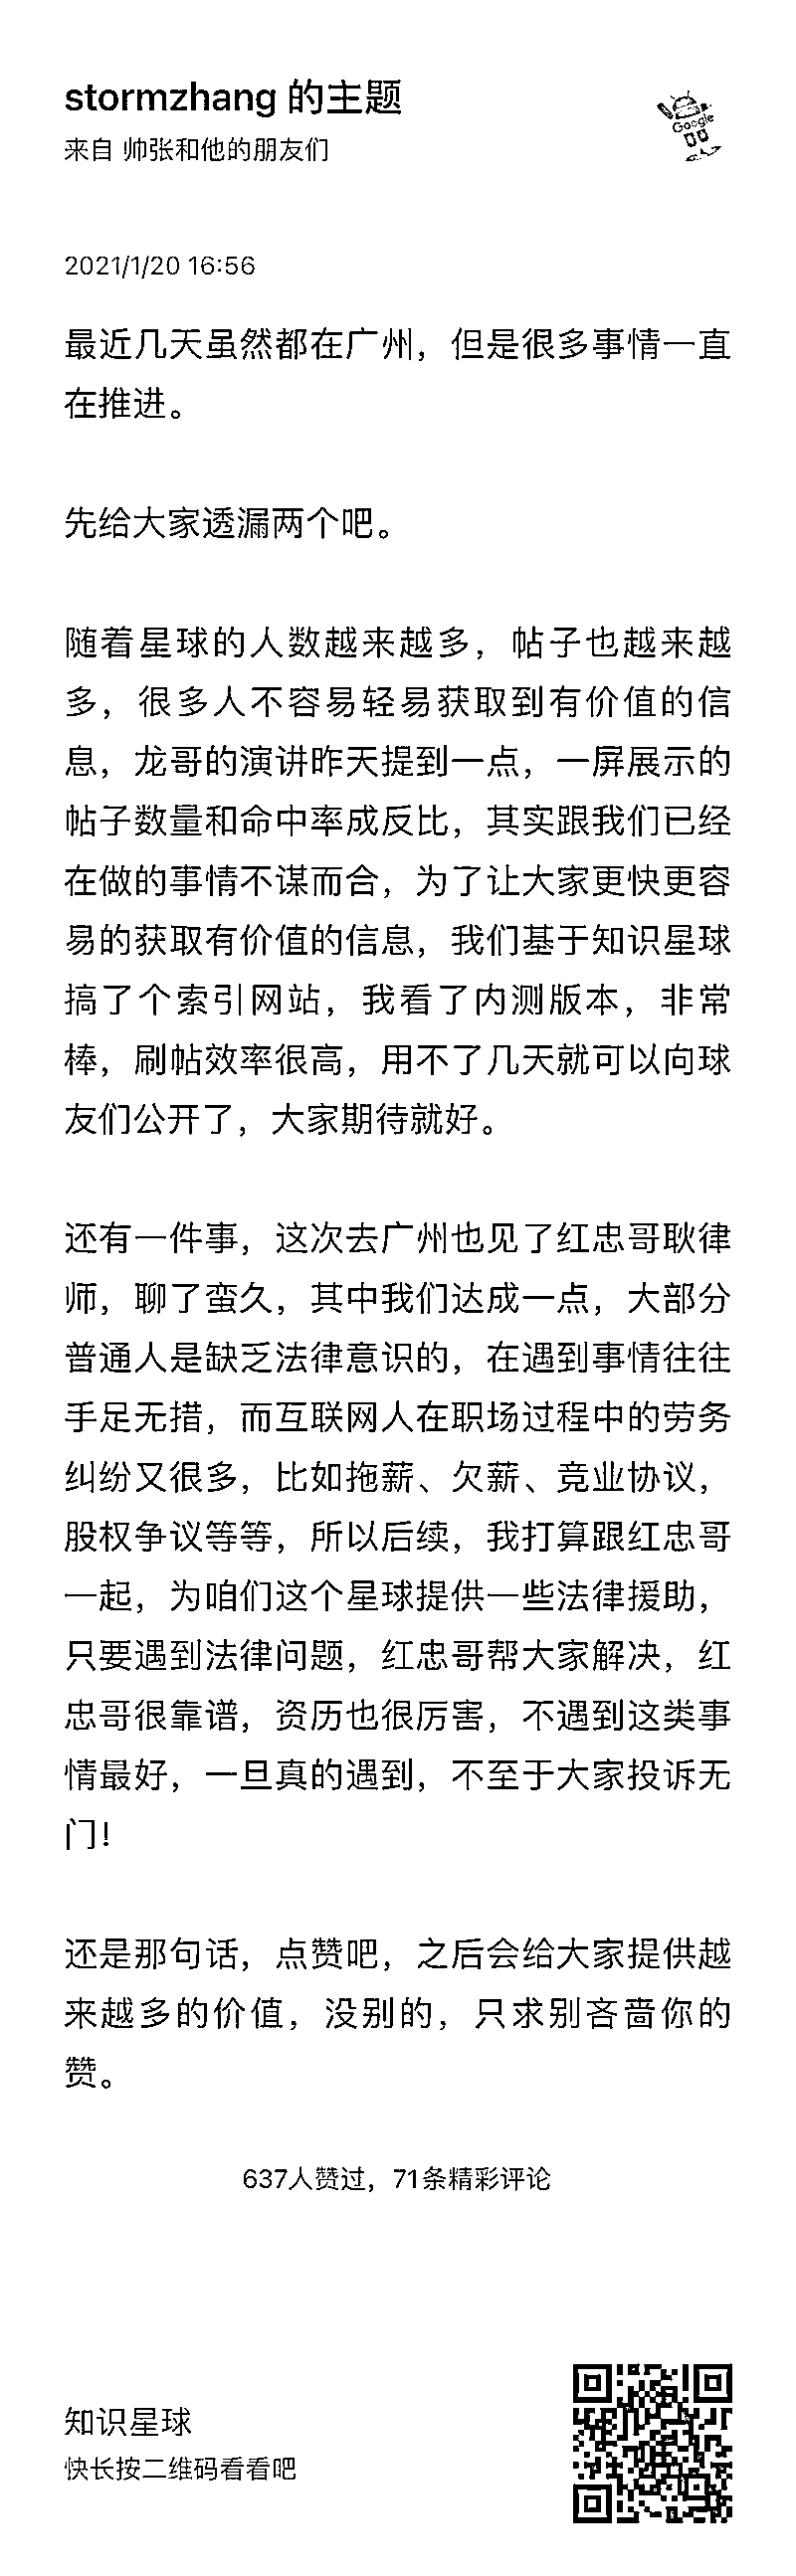 stormzhang 的主题
来自 帅张和他的朋友们
Google
2021/1/20 16:56
最近几天虽然都在广州，但是很多事情一直
在推进。
先给大家透漏两个吧。
随着星球的人数越来越多，帖子也越来越
多，很多人不容易轻易获取到有价值的信
息，龙哥的演讲昨天提到一点，一屏展示的
帖子数量和命中率成反比，其实跟我们已经
在做的事情不谋而合，为了让大家更快更容
易的获取有价值的信息，我们基于知识星球
搞了个索引网站，我看了内测版本，非常
棒，刷帖效率很高，用不了几天就可以向球
友们公开了，大家期待就好。
还有一件事，这次去广州也见了红忠哥耿律
师，聊了蛮久，其中我们达成一点，大部分
普通人是缺乏法律意识的，在遇到事情往往
手足无措，而互联网人在职场过程中的劳务
纠纷又很多，比如拖薪、欠薪、竞业协议，
股权争议等等，所以后续，我打算跟红忠哥
一起，为咱们这个星球提供一些法律援助，
只要遇到法律问题，红忠哥帮大家解决，红
忠哥很靠谱，资历也很厉害，不遇到这类事
情最好，一旦真的遇到，不至于大家投诉无
门！
还是那句话，点赞吧，之后会给大家提供越
来越多的价值，没别的，只求别吝啬你的
赞。
637人赞过，71条精彩评论
知识星球
快长按二维码看看吧